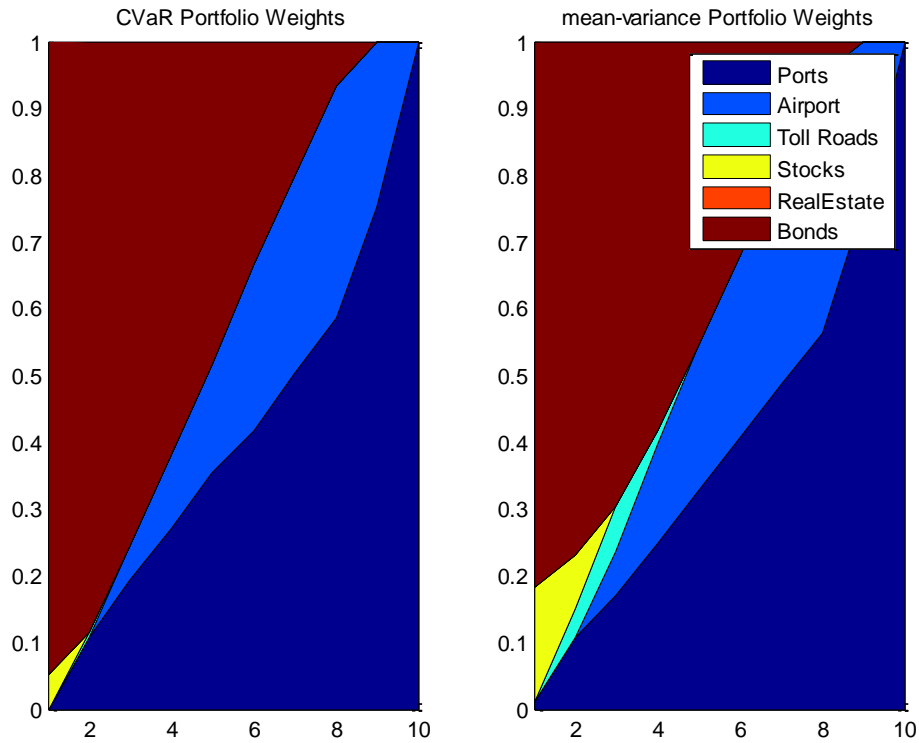 CVaR Portfolio Weights
1
0.9
0.8
0.7
0.6
0.5
0.4
0.3
0.2
0.1
0
2 4 6 8 10
mean-variance Portfolio Weights
1
0.9
0.8
0.7
0.6
0.5
0.4
0.3
0.2
0.1
0
2 4 6 8 10
Ports
Airport
Toll Roads
Stocks
RealEstate
Bonds